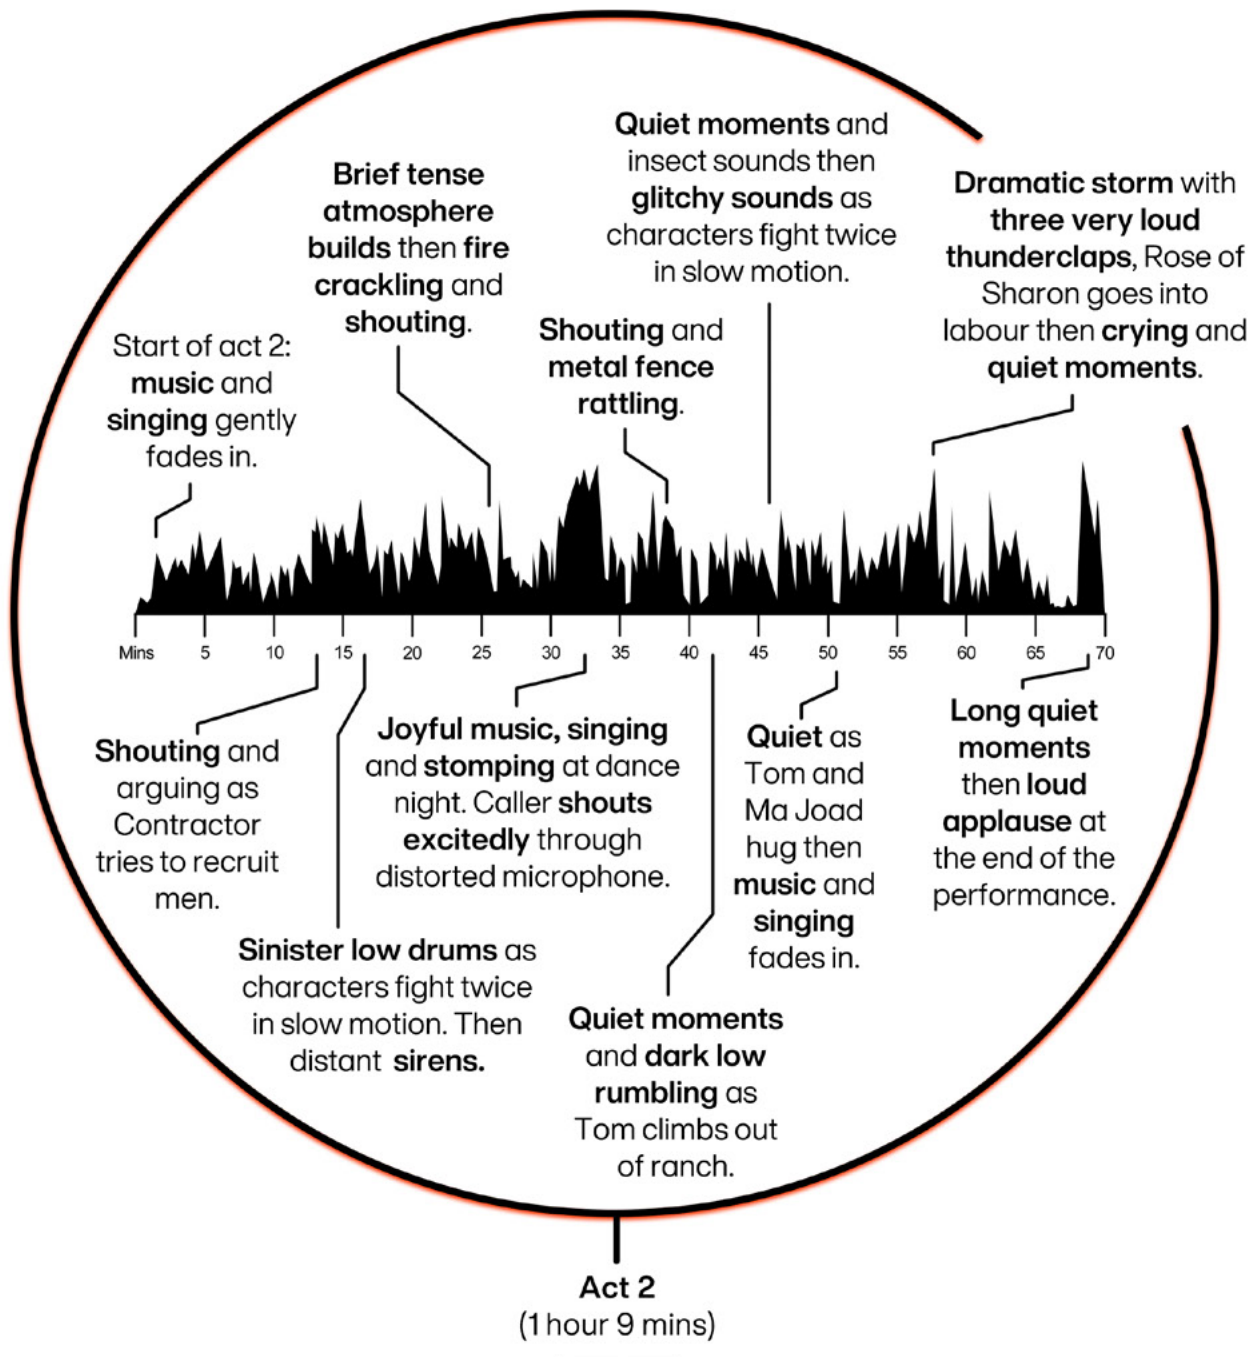 Quiet moments and
insect sounds then
glitchy sounds as
characters fight twice
in slow motion.
Brief tense
atmosphere
builds then fire
crackling and
shouting.
Dramatic storm with
three very loud
thunderclaps, Rose of
Sharon goes into
labour then crying and
quiet moments.
Shouting and
metal fence
rattling.
Start of act 2:
music and
singing gently
fades in.
Mins 5 10 15 20 25 30 35 40 45 50 55 60 65 70
Shouting and
arguing as
Contractor
tries to recruit
men.
Sinister low drums as
characters fight twice
in slow motion. Then
distant sirens.
Joyful music, singing
and stomping at dance
night. Caller shouts
excitedly through
distorted microphone.
Quiet moments
and dark low
rumbling as
Tom climbs out
of ranch.
Quiet as
Tom and
Ma Joad
hug then
music and
singing
fades in.
Long quiet
moments
then loud
applause at
the end of the
performance.
Act 2
(1 hour 9 mins)